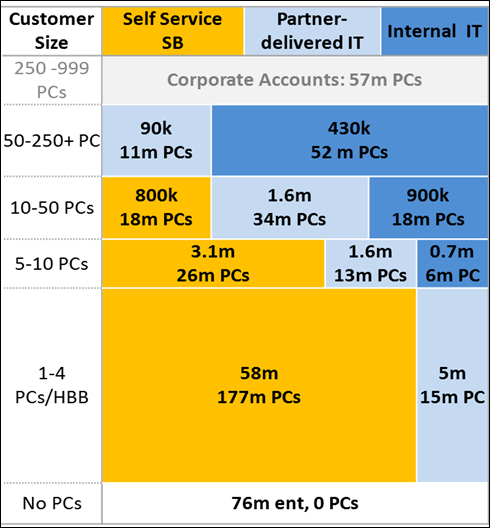 Customer Size
Self Service SB
Partner-delivered IT
Internal IT
250 -999 PCs
Corporate Accounts: 57m PCs
50-250+ PC
90k
11m PCs
430k
52 m PCs
10-50 PCs
800k
18m PCs
1.6m
34m PCs
900k
18m PCs
5-10 PCs
3.1m
26m PCs
1.6m
13m PCs
0.7m
6m PC
1-4 PCs/HBB
58m
177m PCs
5m
15m PC
No PCs
76m ent, 0 PCs